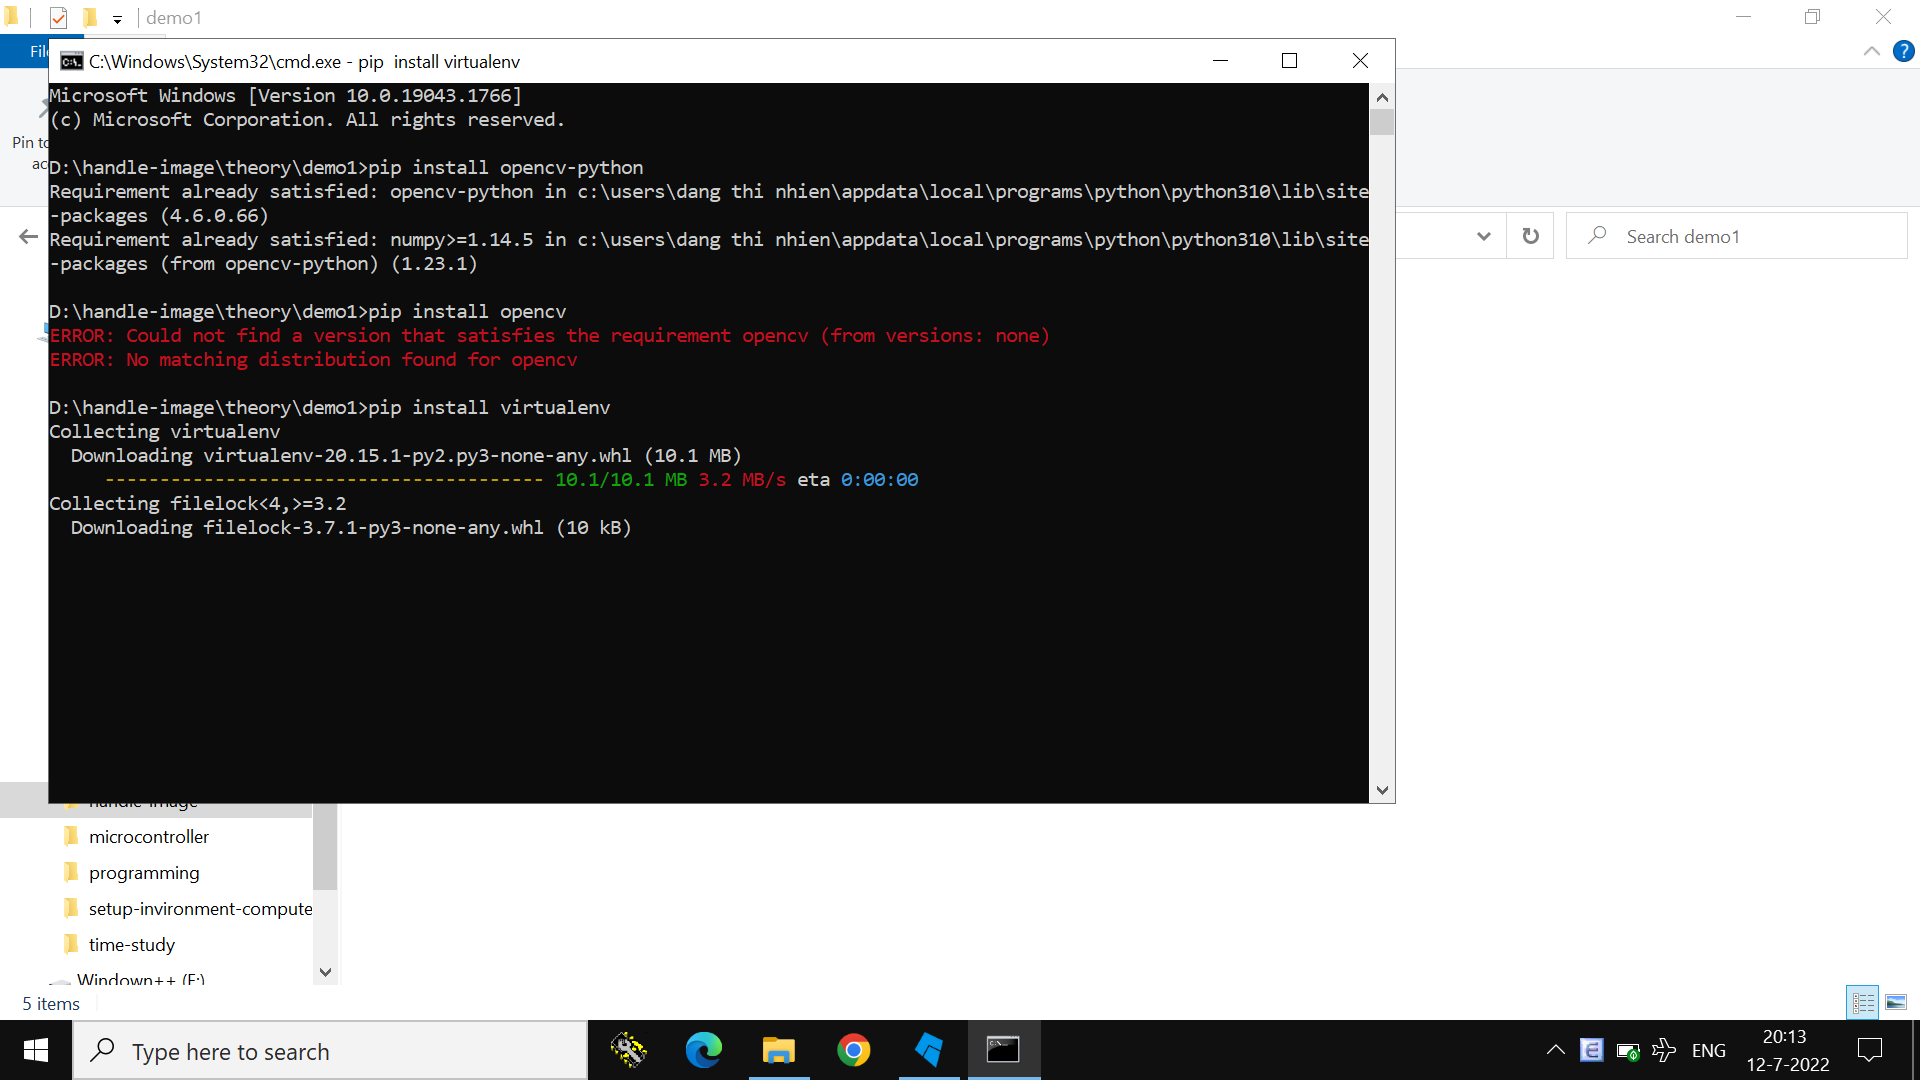 demo1
Fil
C:\Windows\System32\cmd.exe - pip  install virtualenv
Pin to
ac
Microsoft Windows [Version 10.0.19043.1766]
(c) Microsoft Corporation. All rights reserved.
D:\handle-image\theory\demo1>pip install opencv-python
Requirement already satisfied: opencv-python in c:\users\dang thi nhien\appdata\local\programs\python\python310\lib\site
-packages (4.6.0.66)
Requirement already satisfied: numpy>=1.14.5 in c:\users\dang thi nhien\appdata\local\programs\python\python310\lib\site
-packages (from opencv-python) (1.23.1)
D:\handle-image\theory\demo1>pip install opencv
ERROR: Could not find a version that satisfies the requirement opencv (from versions: none)
ERROR: No matching distribution found for opencv
D:\handle-image\theory\demo1>pip install virtualenv
Collecting virtualenv
  Downloading virtualenv-20.15.1-py2.py3-none-any.whl (10.1 MB)
     ---------------------------------------- 10.1/10.1 MB 3.2 MB/s eta 0:00:00
Collecting filelock<4,>=3.2
  Downloading filelock-3.7.1-py3-none-any.whl (10 kB)
Search demo1
handle-image
microcontroller
programming
setup-invironment-compute
time-study
Windown++ (F:)
5 items
Type here to search
ENG
20:13
12-7-2022